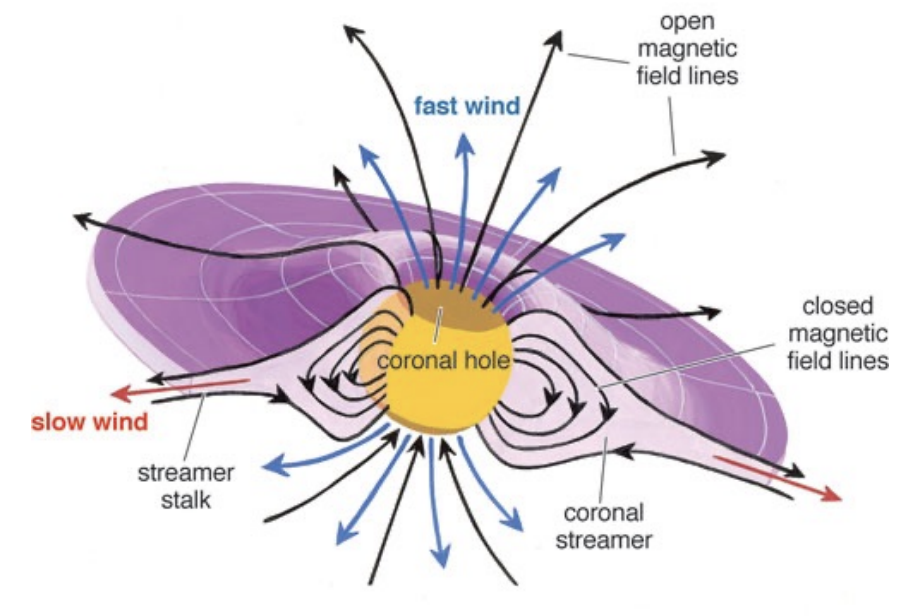 open
magnetic
field lines
fast wind
closed
magnetic
field lines
coronal hole
slow wind
streamer
stalk
coronal
streamer